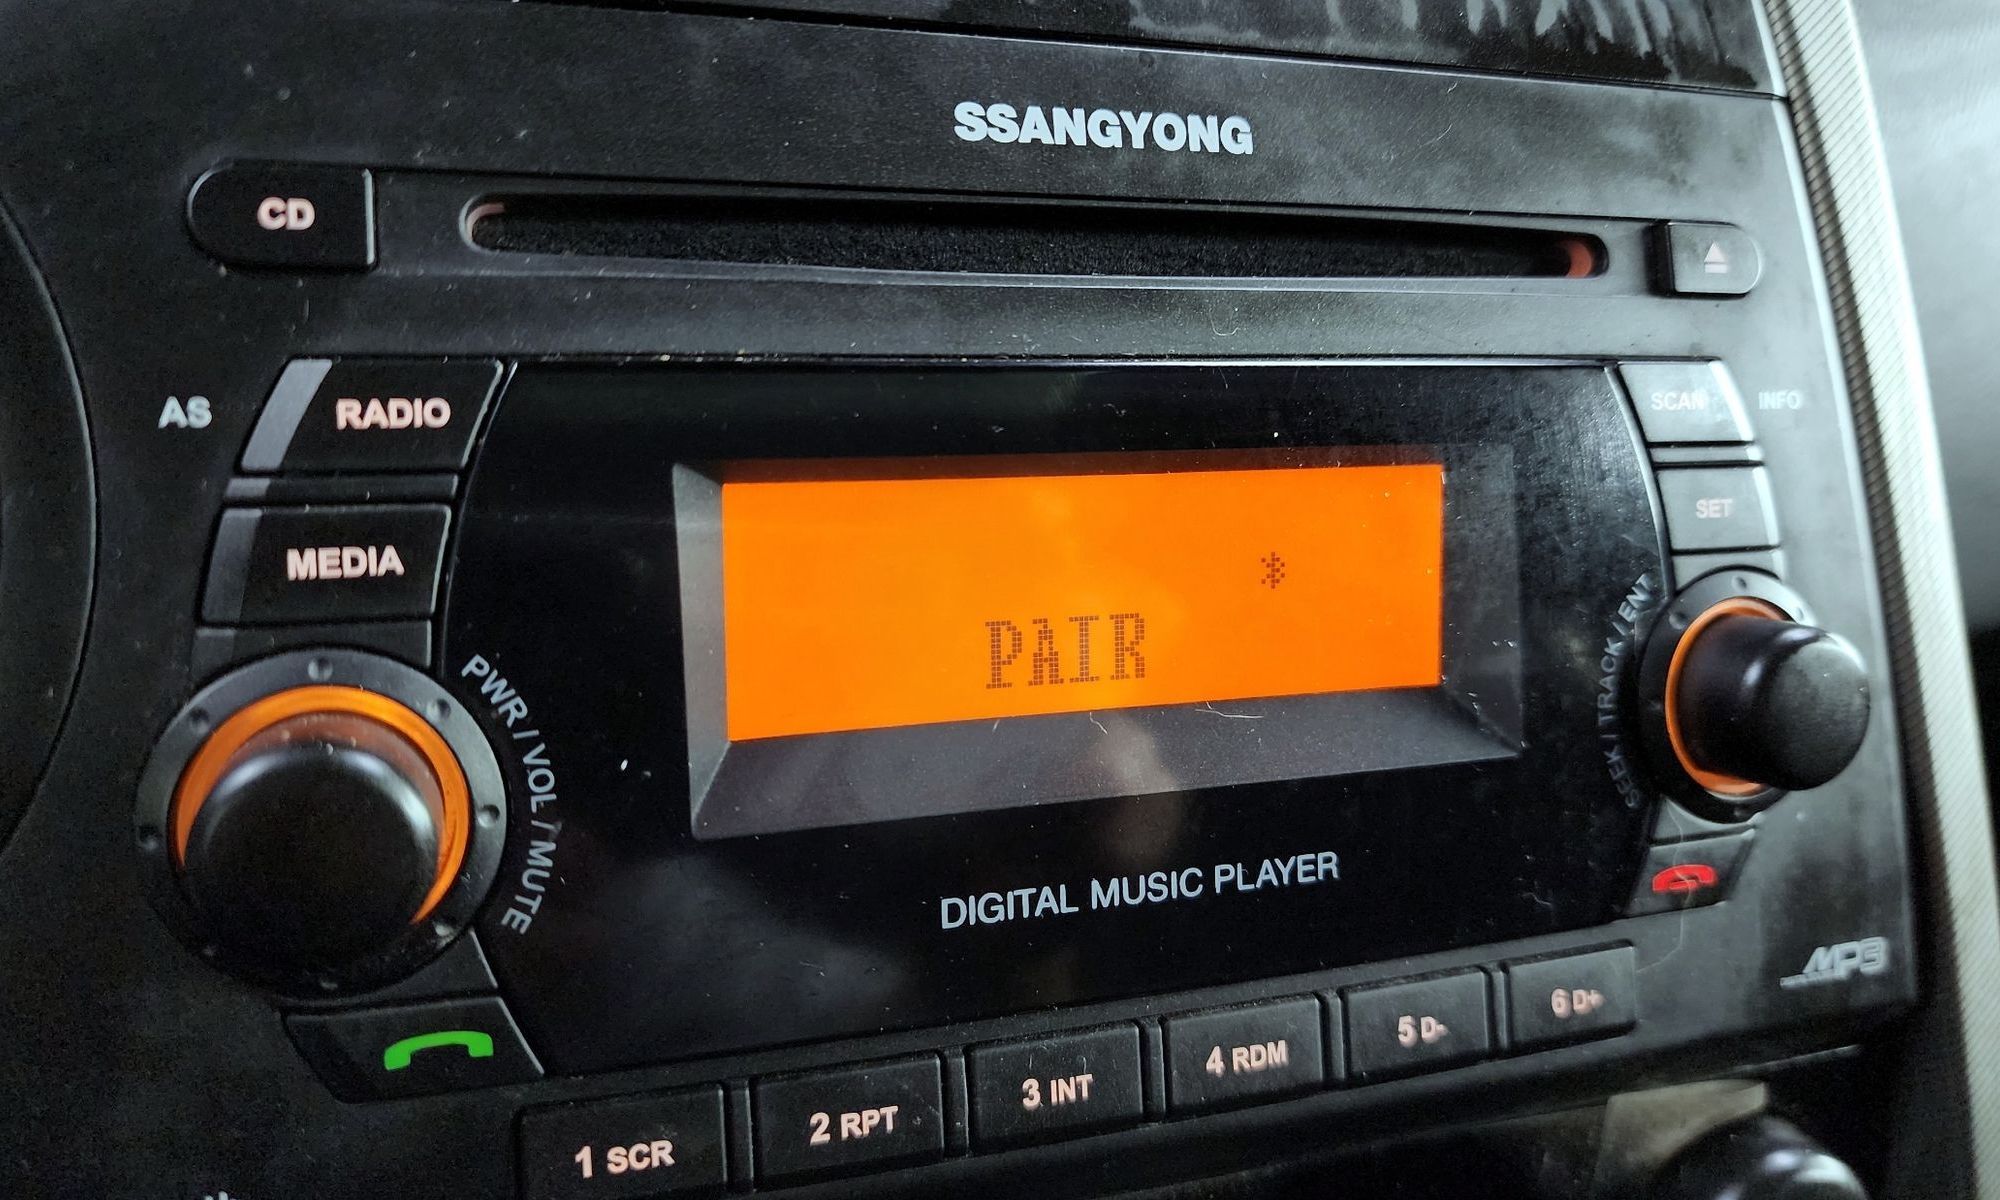 SSANGYONG
CD
AS
RADIO
SCAN
INFO
MEDIA
SET
PAIR
PWR / VOL / MUTE
SEEK / TRACK / ENT
DIGITAL MUSIC PLAYER
MP3
1 SCR
2 RPT
3 INT
4 RDM
5 D-
6 D+